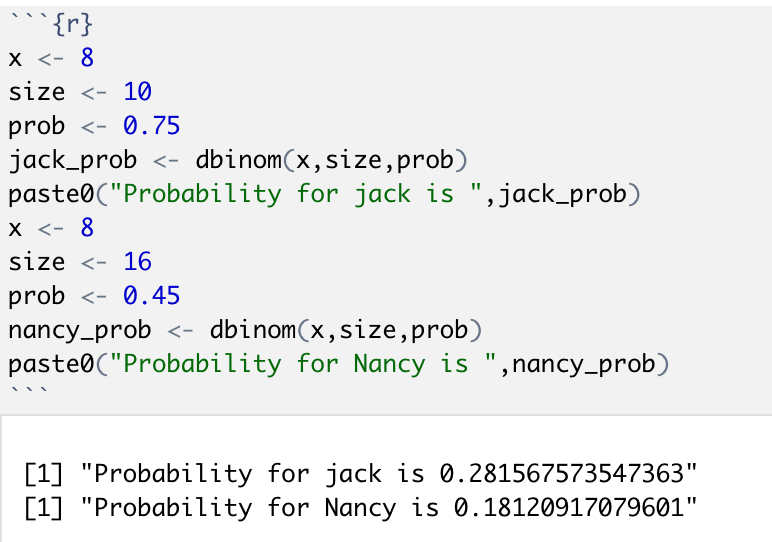 ```{r}
x <- 8
size <- 10
prob <- 0.75
jack_prob <- dbinom(x,size,prob)
paste0("Probability for jack is ",jack_prob)
x <- 8
size <- 16
prob <- 0.45
nancy_prob <- dbinom(x,size,prob)
paste0("Probability for Nancy is ",nancy_prob)
```
[1] "Probability for jack is 0.281567573547363"
[1] "Probability for Nancy is 0.18120917079601"